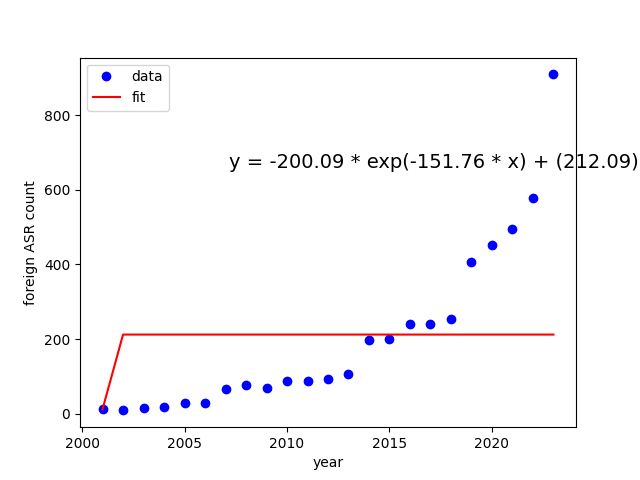 data
fit
y = -200.09 * exp(-151.76 * x) + (212.09)
800
600
400
200
0
foreign ASR count
2000 2005 2010 2015 2020
year